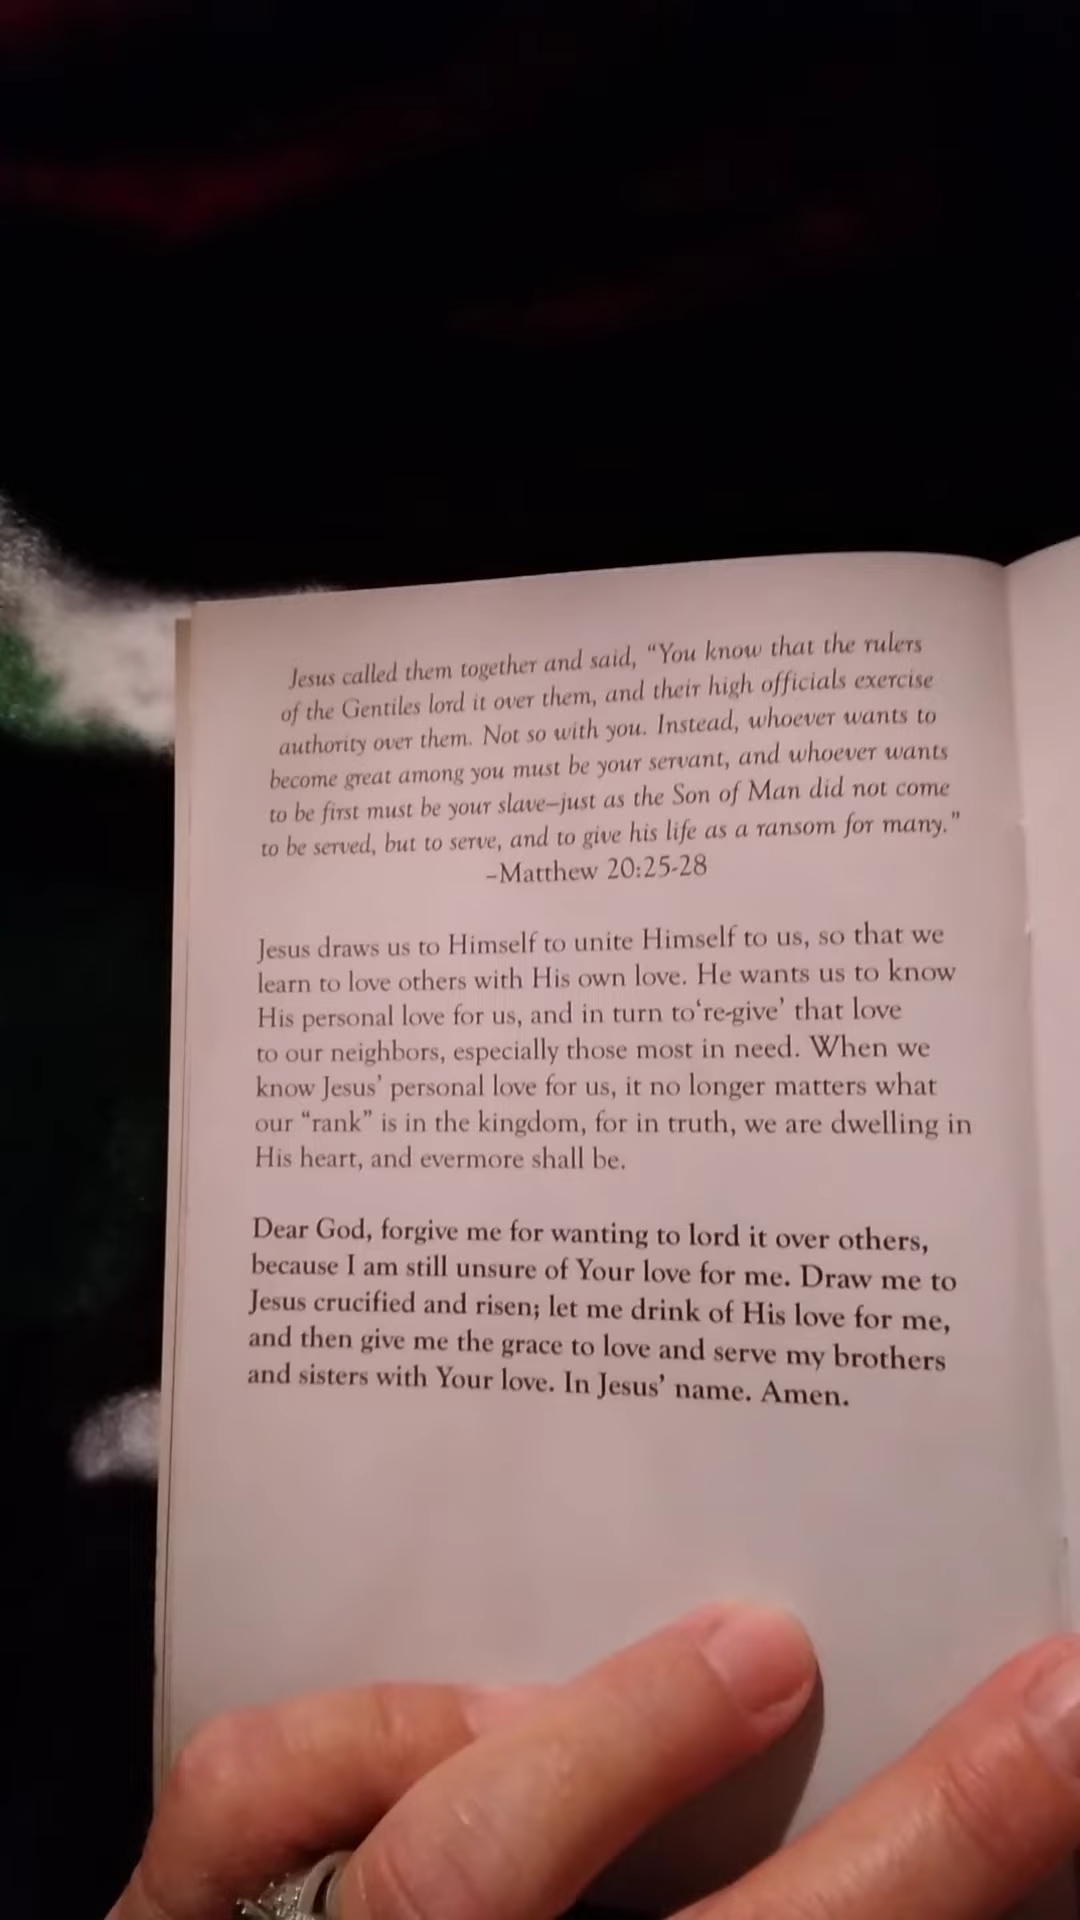 Jesus called them together and said, “You know that the rulers
of the Gentiles lord it over them, and their high officials exercise
authority over them. Not so with you. Instead, whoever wants to
become great among you must be your servant, and whoever wants
to be first must be your slave–just as the Son of Man did not come
to be served, but to serve, and to give his life as a ransom for many.”
–Matthew 20:25-28
Jesus draws us to Himself to unite Himself to us, so that we
learn to love others with His own love. He wants us to know
His personal love for us, and in turn to‘re-give’ that love
to our neighbors, especially those most in need. When we
know Jesus’ personal love for us, it no longer matters what
our “rank” is in the kingdom, for in truth, we are dwelling in
His heart, and evermore shall be.
Dear God, forgive me for wanting to lord it over others,
because I am still unsure of Your love for me. Draw me to
Jesus crucified and risen; let me drink of His love for me,
and then give me the grace to love and serve my brothers
and sisters with Your love. In Jesus’ name. Amen.